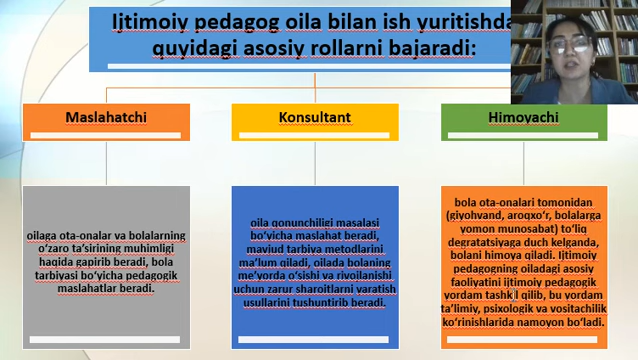 Ijtimoiy pedagog oila bilan ish yuritishda
quyidagi asosiy rollarni bajaradi:
Maslahatchi
Konsultant
Himoyachi
oilaga ota-onalar va bolalarning
o‘zaro ta’sirining muhimligi
haqida gapirib beradi, bola
tarbiyasi bo‘yicha pedagogik
maslahatlar beradi.
oila qonunchiligi masalasi
bo‘yicha maslahat beradi,
mavjud tarbiya metodlarini
ma’lum qiladi, oilada bolaning
me’yorda o‘sishi va rivojlanishi
uchun zarur sharoitlarni yaratish
usullarini tushuntirib beradi.
bola ota-onalari tomonidan
(giyohvand, aroqxo‘r, bolalarga
yomon munosabat) to‘liq
degratatsiyaga duch kelganda,
bolani himoya qiladi. Ijtimoiy
pedagogning oiladagi asosiy
faoliyatini ijtimoiy pedagogik
yordam tashkil qilib, bu yordam
ta’limiy, psixologik va vositachilik
ko‘rinishlarida namoyon bo‘ladi.